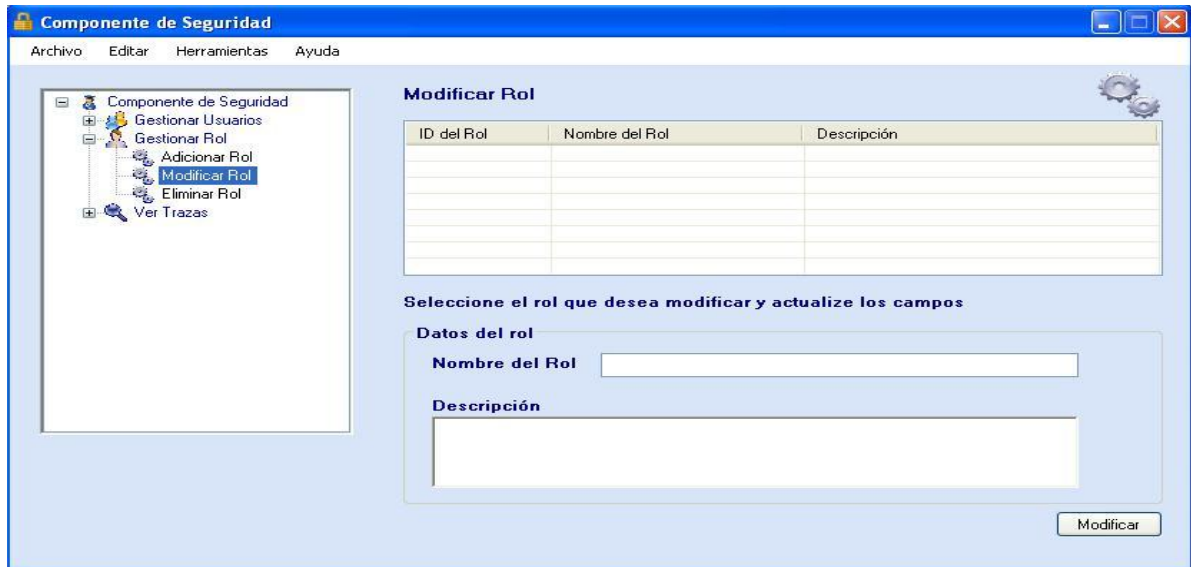 Componente de Seguridad
Archivo Editar Herramientas Ayuda
Componente de Seguridad
Gestionar Usuarios
Gestionar Rol
Adicionar Rol
Modificar Rol
Eliminar Rol
Ver Trazas
Modificar Rol
ID del Rol Nombre del Rol Descripción
Seleccione el rol que desea modificar y actualize los campos
Datos del rol
Nombre del Rol
Descripción
Modificar